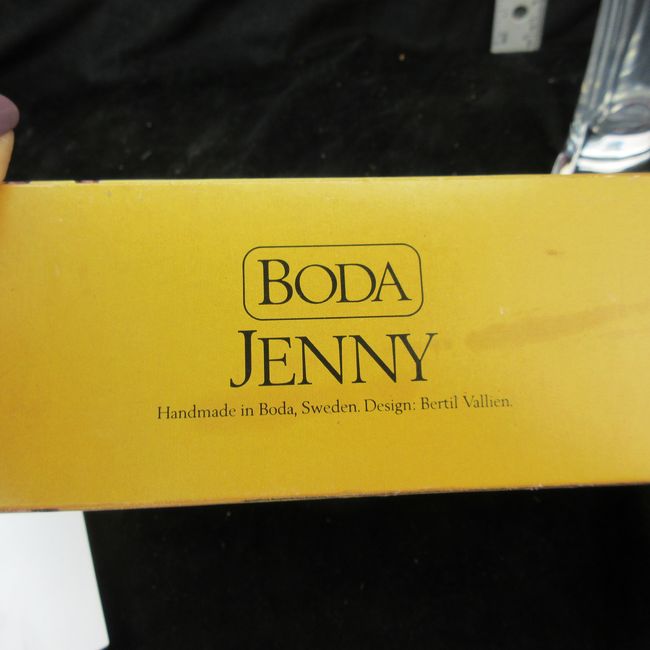 BODA
JENNY
Handmade in Boda, Sweden. Design: Bertil Vallien.